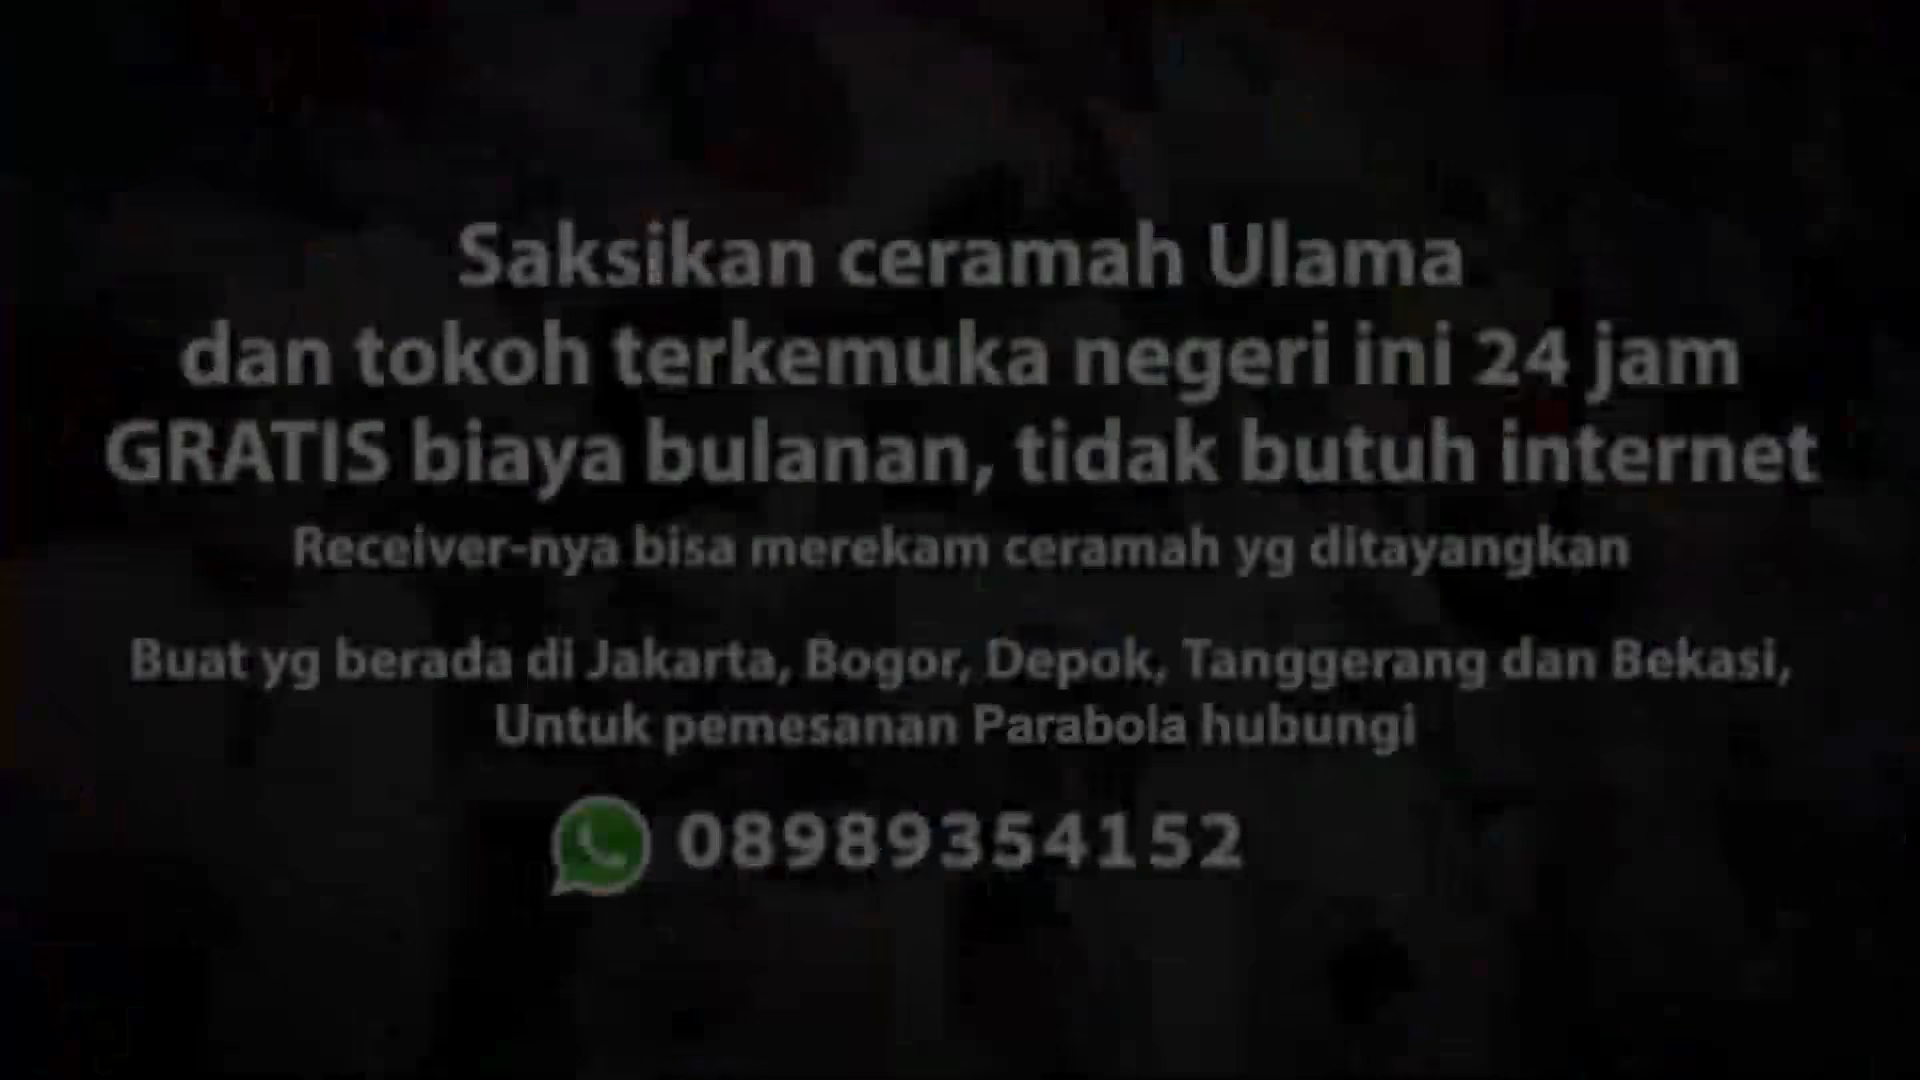 Saksikan ceramah Ulama
dan tokoh terkemuka negeri ini 24 jam
GRATIS biaya bulanan, tidak butuh internet
Receiver-nya bisa merekam ceramah yg ditayangkan
Buat yg berada di Jakarta, Bogor, Depok, Tanggerang dan Bekasi,
Untuk pemesanan Parabola hubungi
08989354152